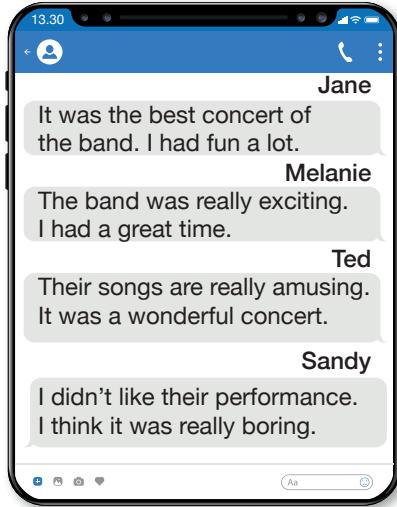 13.30
Jane
It was the best concert of
the band. I had fun a lot.
Melanie
The band was really exciting.
I had a great time.
Ted
Their songs are really amusing.
It was a wonderful concert.
Sandy
I didn't like their performance.
I think it was really boring.
Aa